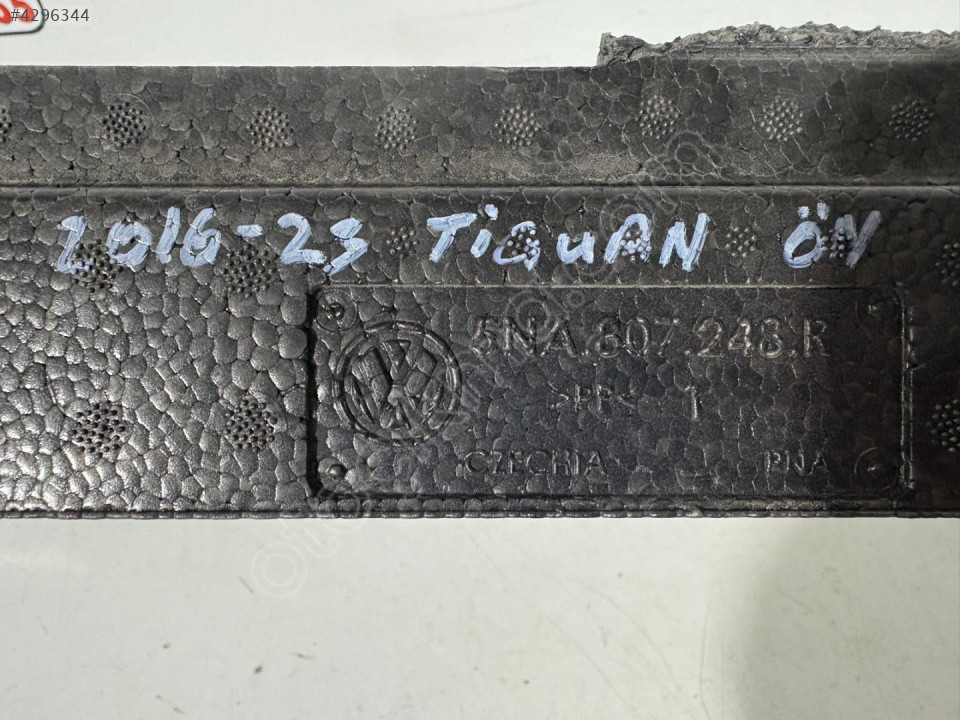 #4296344
2016-23 TiGUAN ÖN
5NA.807.248.R
>PP< 1
CZECHIA PNA